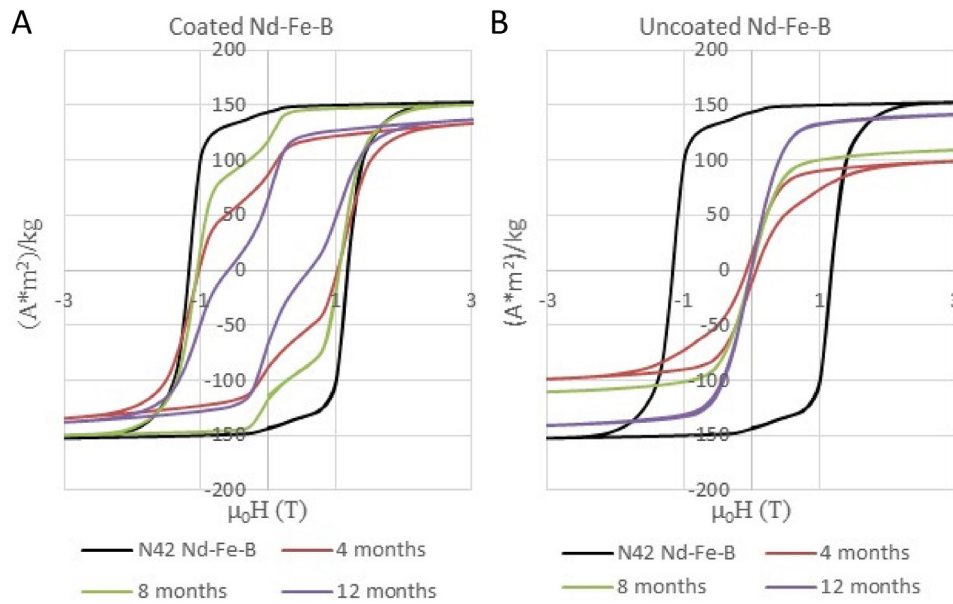 A
Coated Nd-Fe-B
200
150
100
50
0
-3
-1
1
3
-50
-100
-150
-200
(A*m²)/kg
μ₀H (T)
N42 Nd-Fe-B
4 months
8 months
12 months
B
Uncoated Nd-Fe-B
200
150
100
50
0
-3
-1
1
3
-50
-100
-150
-200
(A*m²)/kg
μ₀H (T)
N42 Nd-Fe-B
4 months
8 months
12 months